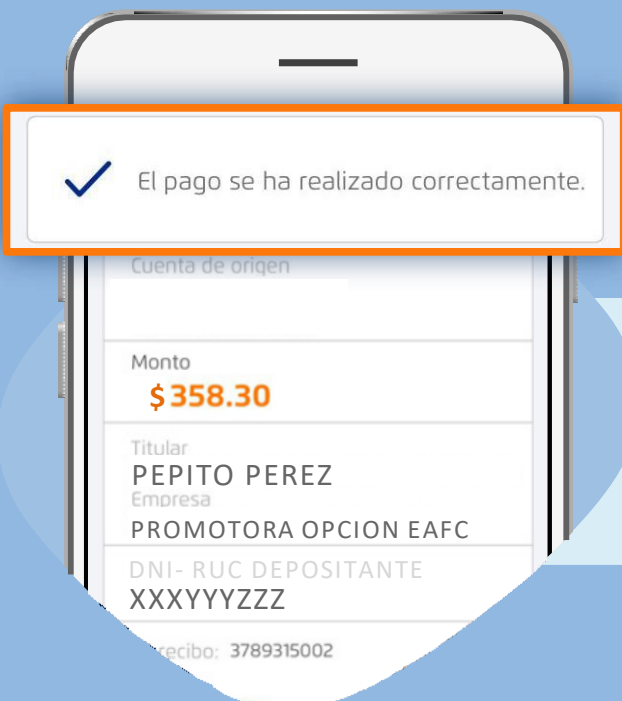 El pago se ha realizado correctamente.
Cuenta de origen
Monto
$ 358.30
Titular
PEPITO PEREZ
Empresa
PROMOTORA OPCION EAFC
DNI- RUC DEPOSITANTE
XXXYYYZZZ
recibo: 3789315002